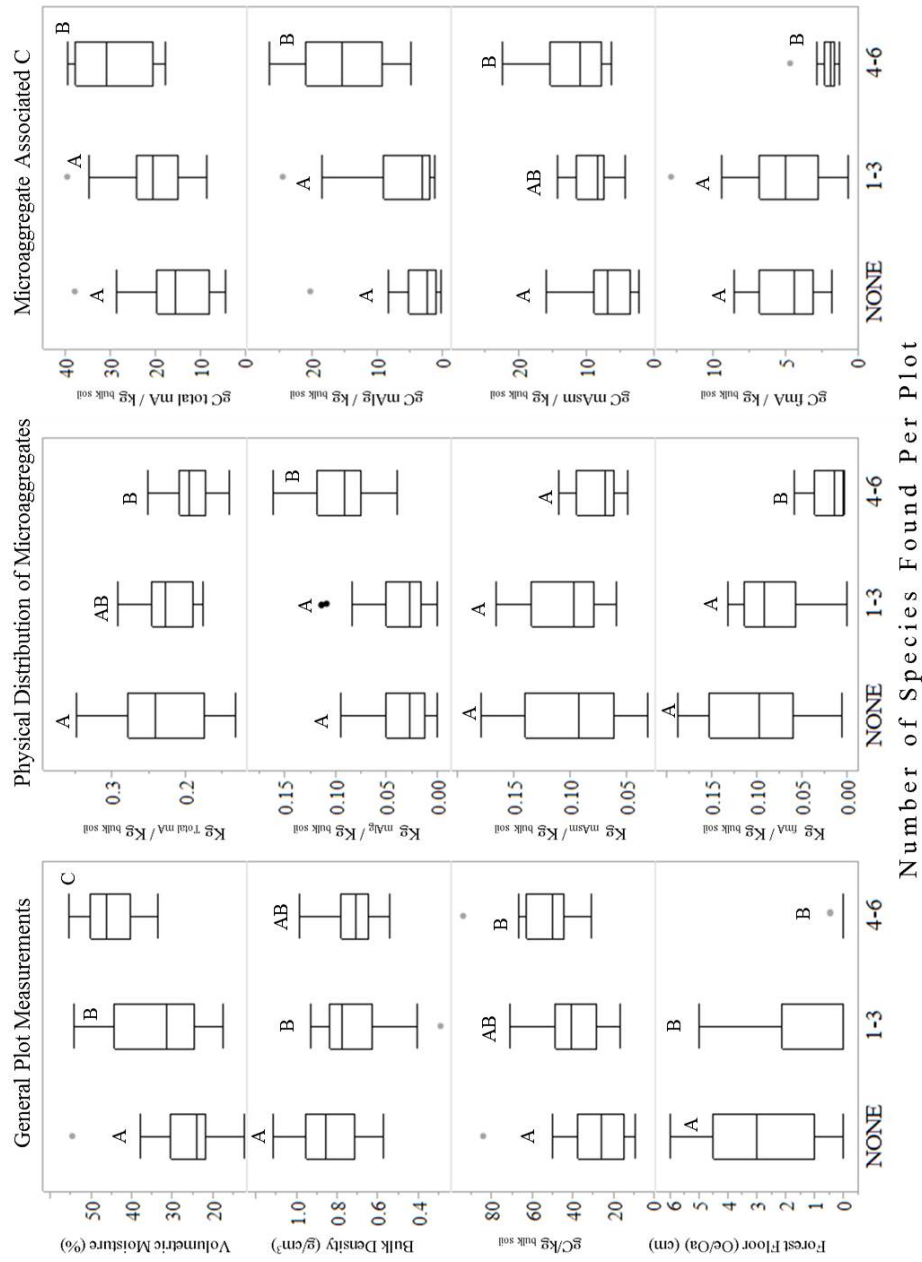 General Plot Measurements
Volumetric Moisture (%)
50
40
30
20
A B C
Bulk Density (g/cm³)
1.0
0.8
0.6
0.4
A B AB
gC/kg bulk soil
80
60
40
20
0
A AB B
Forest Floor (Oe/Oa) (cm)
6
5
4
3
2
1
0
A B B
NONE 1-3 4-6
Physical Distribution of Microaggregates
Kg Total mA / Kg bulk soil
0.3
0.2
A AB B
Kg mAlg / Kg bulk soil
0.15
0.10
0.05
0.00
A A B
Kg mAsm / Kg bulk soil
0.15
0.10
0.05
A A A
Kg fmA / Kg bulk soil
0.15
0.10
0.05
0.00
A A B
NONE 1-3 4-6
Microaggregate Associated C
gC total mA / kg bulk soil
40
30
20
10
0
A A B
gC mAlg / kg bulk soil
20
10
0
A A B
gC mAsm / kg bulk soil
20
10
0
A AB B
gC fmA / kg bulk soil
10
5
0
A A B
NONE 1-3 4-6
Number of Species Found Per Plot